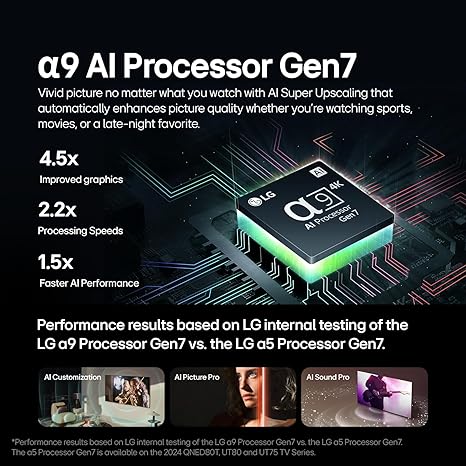 α9 AI Processor Gen7
Vivid picture no matter what you watch with AI Super Upscaling that
automatically enhances picture quality whether you're watching sports,
movies, or a late-night favorite.
4.5x
Improved graphics
2.2x
Processing Speeds
1.5x
Faster AI Performance
AI
LG
α9 4K
AI Processor
Gen7
Performance results based on LG internal testing of the
LG a9 Processor Gen7 vs. the LG a5 Processor Gen7.
AI Customization
AI Picture Pro
AI Sound Pro
*Performance results based on LG internal testing of the LG α9 Processor Gen7 vs. the LG α5 Processor Gen7.
The α5 Processor Gen7 is available on the 2024 QNED80T, UT80 and UT75 TV Series.